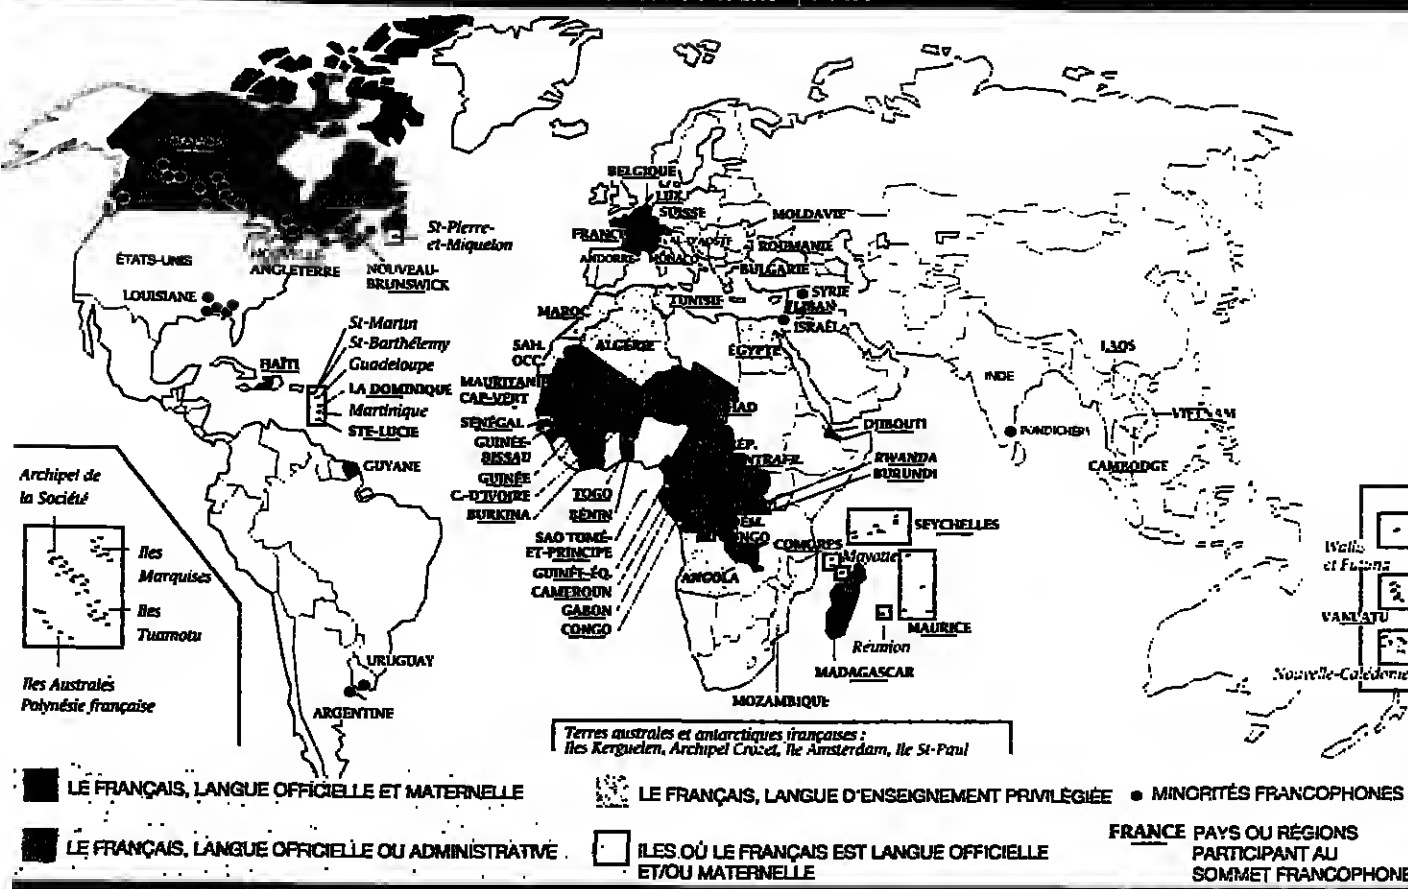 St-Pierre-
et-Miquelon
ÉTATS-UNIS
ANGLETERRE
NOUVEAU-
BRUNSWICK
LOUISIANE
HAÏTI
St-Martin
St-Barthélemy
Guadeloupe
LA DOMINIQUE
Martinique
STE-LUCIE
GUYANE
URUGUAY
ARGENTINE
Archipel de
la Société
Iles
Marquises
Iles
Tuamotu
Iles Australes
Polynésie française
BELGIQUE
LUX
SUISSE
FRANCE
ANDORRE
MONACO
MOLDAVIE
ROUMANIE
BULGARIE
SYRIE
LIBAN
ISRAËL
MAROC
TUNISIE
ALGÉRIE
ÉGYPTE
SAH.
OCC.
MAURITANIE
CAP-VERT
SÉNÉGAL
GUINÉE-
BISSAU
GUINÉE
C.-D'IVOIRE
BURKINA
TOGO
BÉNIN
SAO TOMÉ-
ET-PRINCIPE
GUINÉE-ÉQ.
CAMEROUN
GABON
CONGO
DJIBOUTI
RWANDA
BURUNDI
SEYCHELLES
COMORES
Mayotte
ANGOLA
MAURICE
Réunion
MADAGASCAR
MOZAMBIQUE
INDE
PONDICHÉRY
LAOS
VIETNAM
CAMBODGE
Wallis
et Futuna
VANUATU
Nouvelle-Calédonie
Terres australes et antarctiques françaises :
Iles Kerguelen, Archipel Crozet, Ile Amsterdam, Ile St-Paul
LE FRANÇAIS, LANGUE OFFICIELLE ET MATERNELLE
LE FRANÇAIS, LANGUE OFFICIELLE OU ADMINISTRATIVE
LE FRANÇAIS, LANGUE D'ENSEIGNEMENT PRIVILÉGIÉE
ILES OÙ LE FRANÇAIS EST LANGUE OFFICIELLE
ET/OU MATERNELLE
MINORITÉS FRANCOPHONES
FRANCE PAYS OU RÉGIONS
PARTICIPANT AU
SOMMET FRANCOPHONE